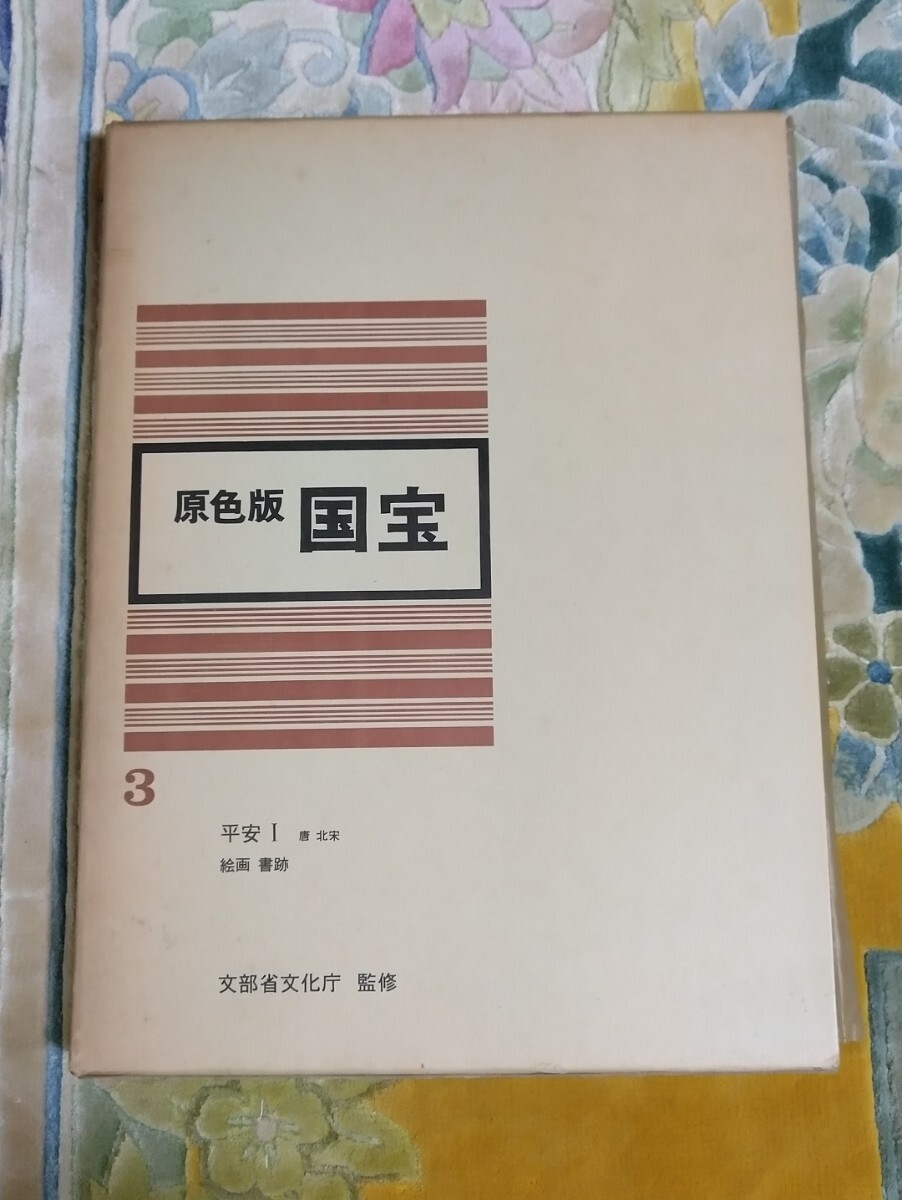 原色版 国宝
3
平安 I 唐 北宋
絵画 書跡
文部省文化庁 監修